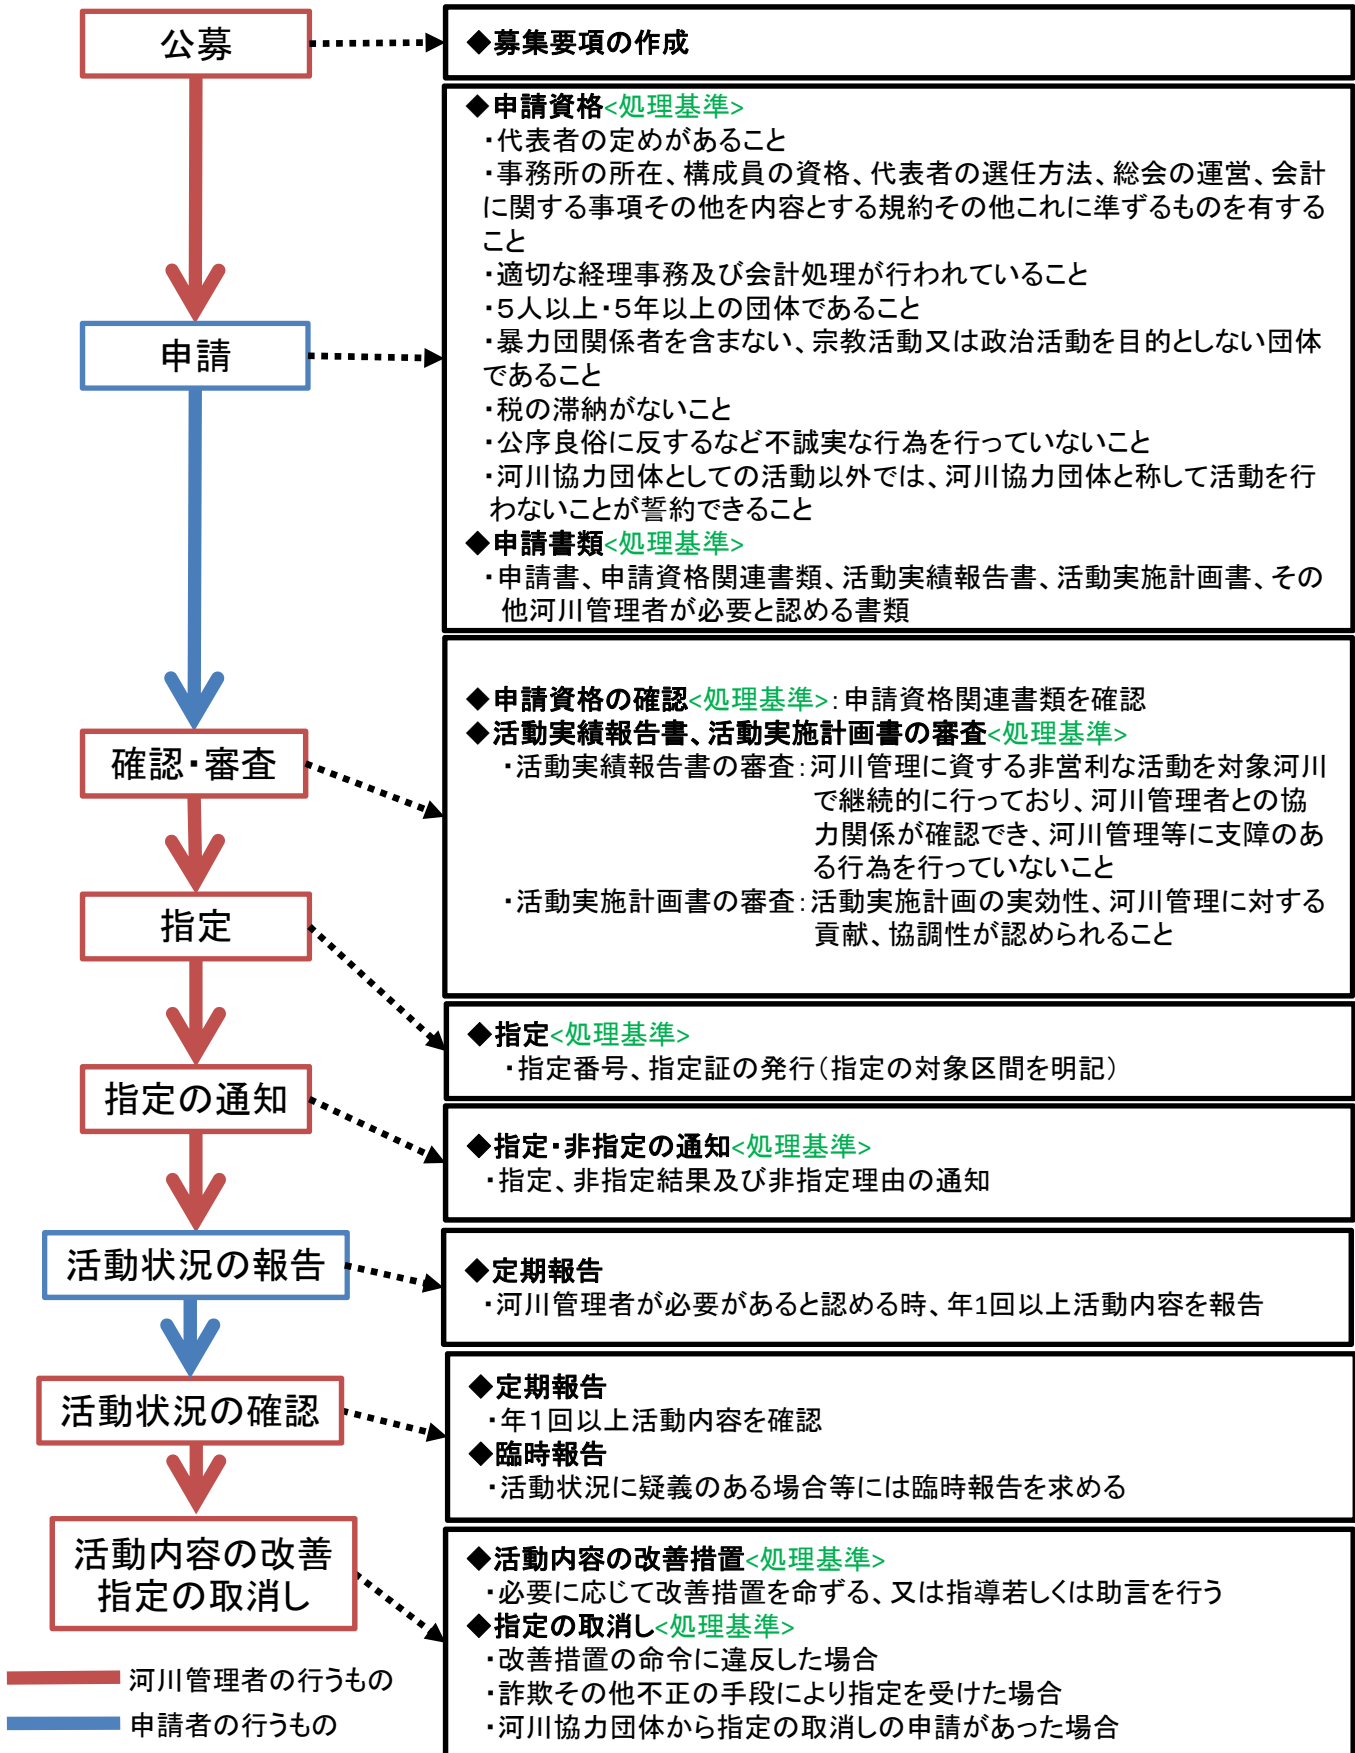 公募
◆募集要項の作成
◆申請資格<処理基準>
・代表者の定めがあること
・事務所の所在、構成員の資格、代表者の選任方法、総会の運営、会計
に関する事項その他を内容とする規約その他これに準ずるものを有する
こと
・適切な経理事務及び会計処理が行われていること
・５人以上・５年以上の団体であること
・暴力団関係者を含まない、宗教活動又は政治活動を目的としない団体
であること
・税の滞納がないこと
・公序良俗に反するなど不誠実な行為を行っていないこと
・河川協力団体としての活動以外では、河川協力団体と称して活動を行
わないことが誓約できること
◆申請書類<処理基準>
・申請書、申請資格関連書類、活動実績報告書、活動実施計画書、その
他河川管理者が必要と認める書類
申請
◆申請資格の確認<処理基準>：申請資格関連書類を確認
◆活動実績報告書、活動実施計画書の審査<処理基準>
・活動実績報告書の審査：河川管理に資する非営利な活動を対象河川
で継続的に行っており、河川管理者との協
力関係が確認でき、河川管理等に支障のあ
る行為を行っていないこと
・活動実施計画書の審査：活動実施計画の実効性、河川管理に対する
貢献、協調性が認められること
確認・審査
指定
◆指定<処理基準>
・指定番号、指定証の発行（指定の対象区間を明記）
指定の通知
◆指定・非指定の通知<処理基準>
・指定、非指定結果及び非指定理由の通知
活動状況の報告
◆定期報告
・河川管理者が必要があると認める時、年1回以上活動内容を報告
活動状況の確認
◆定期報告
・年１回以上活動内容を確認
◆臨時報告
・活動状況に疑義のある場合等には臨時報告を求める
活動内容の改善
指定の取消し
◆活動内容の改善措置<処理基準>
・必要に応じて改善措置を命ずる、又は指導若しくは助言を行う
◆指定の取消し<処理基準>
・改善措置の命令に違反した場合
・詐欺その他不正の手段により指定を受けた場合
・河川協力団体から指定の取消しの申請があった場合
河川管理者の行うもの
申請者の行うもの